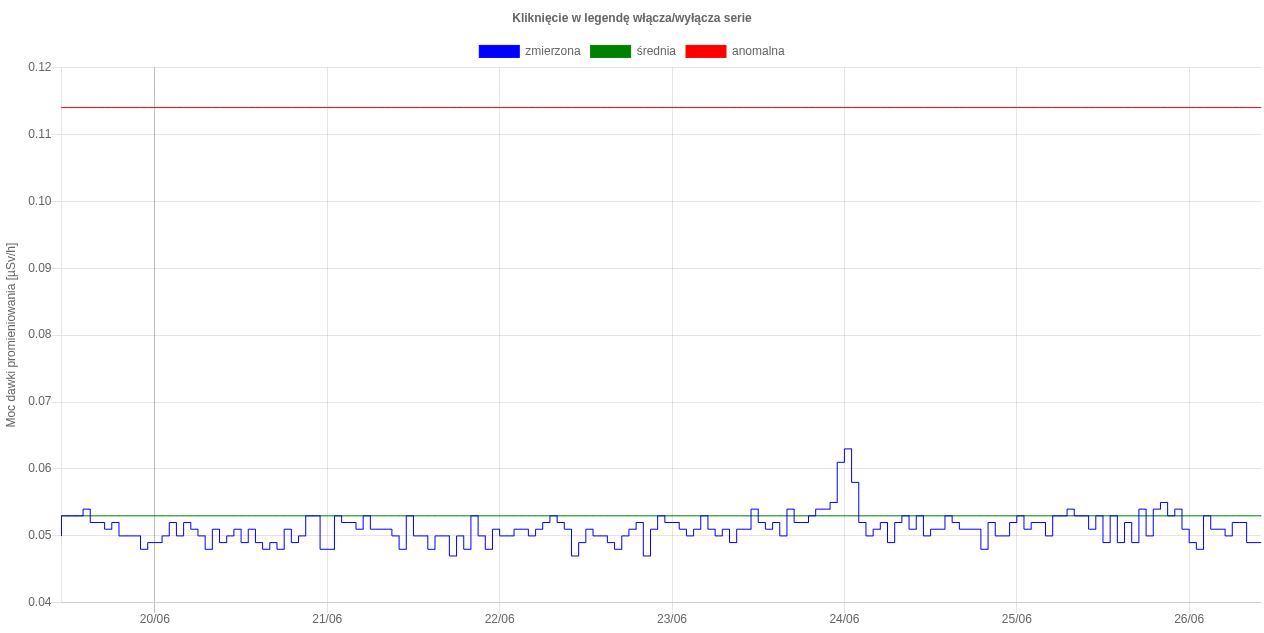 Kliknięcie w legendę włącza/wyłącza serie
zmierzona średnia anomalna
Moc dawki promieniowania [µSv/h]
0.12
0.11
0.10
0.09
0.08
0.07
0.06
0.05
0.04
20/06 21/06 22/06 23/06 24/06 25/06 26/06